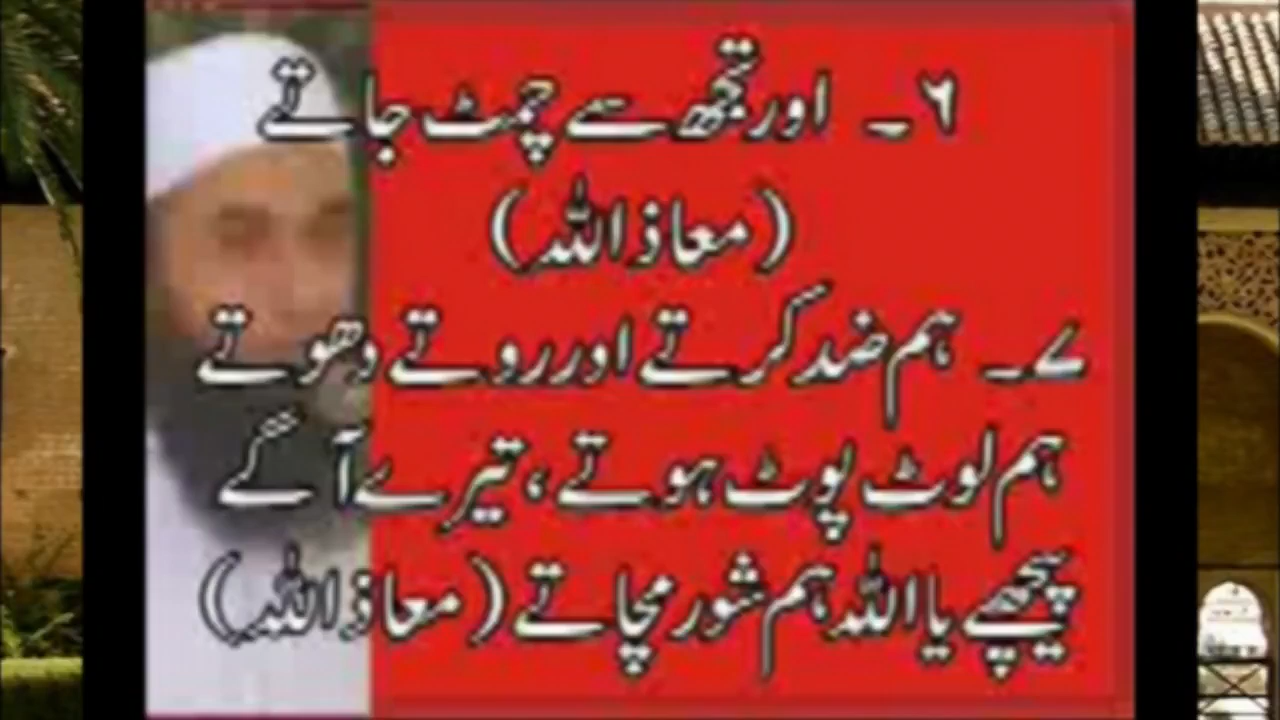 ۶۔ اور تجھ سے چمٹ جاتے
(معاذ اللہ)
۷۔ ہم ضد کرتے اور روتے دھوتے
ہم لوٹ پوٹ ہوتے، تیرے آگے
پیچھے یا اللہ ہم شور مچاتے (معاذ اللہ)